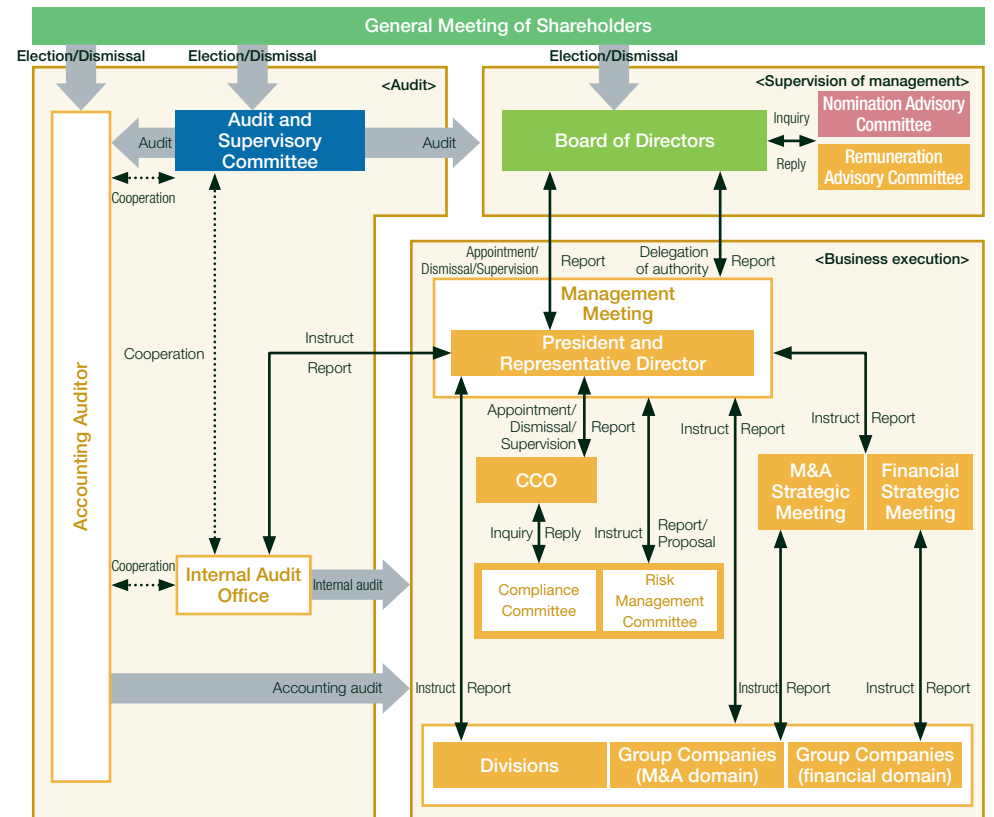 General Meeting of Shareholders
Election/Dismissal
Election/Dismissal
Election/Dismissal
<Audit>
<Supervision of management>
Audit and
Supervisory
Committee
Audit
Audit
Cooperation
Board of Directors
Inquiry
Reply
Nomination Advisory
Committee
Remuneration
Advisory Committee
Appointment/
Dismissal/Supervision
Report
Delegation
of authority
Report
<Business execution>
Management
Meeting
President and
Representative Director
Instruct
Report
Cooperation
Accounting Auditor
Appointment/
Dismissal/
Supervision
Report
Instruct
Report
Instruct
Report
CCO
M&A
Strategic
Meeting
Financial
Strategic
Meeting
Inquiry
Reply
Instruct
Report/
Proposal
Cooperation
Internal Audit
Office
Internal audit
Compliance
Committee
Risk
Management
Committee
Accounting audit
Instruct
Report
Instruct
Report
Instruct
Report
Divisions
Group Companies
(M&A domain)
Group Companies
(financial domain)